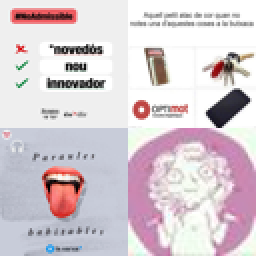 #NoAdmissible
*novedós
nou
innovador
Aquell petit atac de cor quan no
notes una d'aquestes coses a la butxaca
OPTIMOT
Paraules